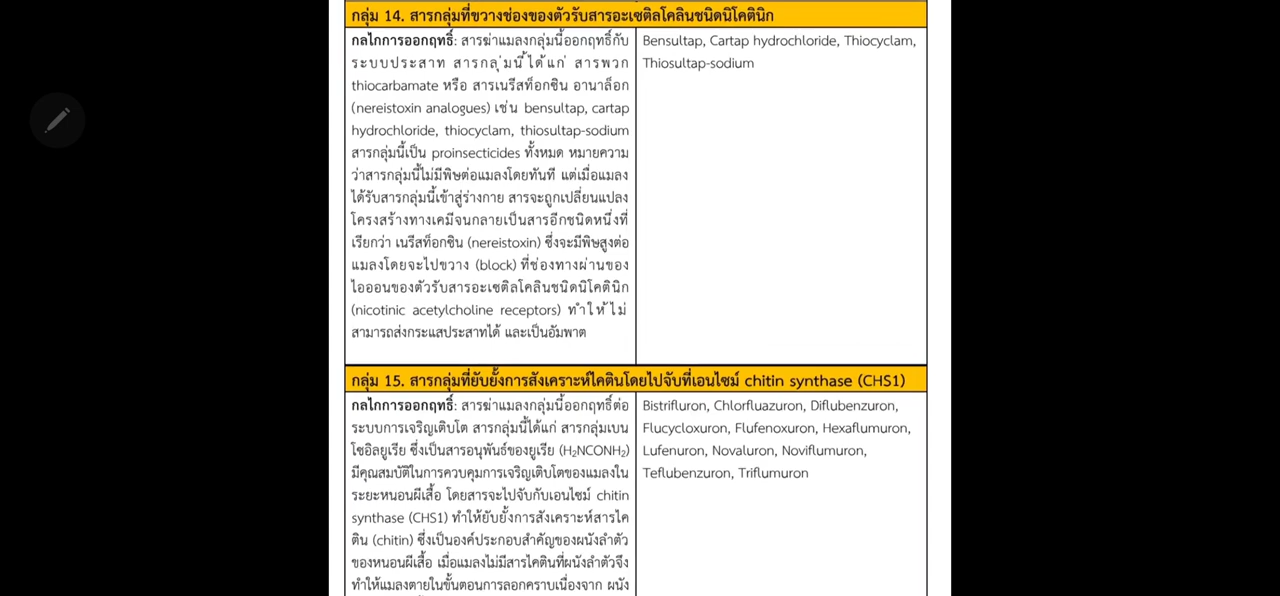 กลุ่ม 14. สารกลุ่มที่ขวางช่องของตัวรับสารอะเซติลโคลินชนิดนิโคตินิก
กลไกการออกฤทธิ์: สารฆ่าแมลงกลุ่มนี้ออกฤทธิ์กับ
ระบบประสาท สารกลุ่มนี้ได้แก่ สารพวก
thiocarbamate หรือ สารเนรีสท็อกซิน อานาล็อก
(nereistoxin analogues) เช่น bensultap, cartap
hydrochloride, thiocyclam, thiosultap-sodium
สารกลุ่มนี้เป็น proinsecticides ทั้งหมด หมายความ
ว่าสารกลุ่มนี้ไม่มีพิษต่อแมลงโดยทันที แต่เมื่อแมลง
ได้รับสารกลุ่มนี้เข้าสู่ร่างกาย สารจะถูกเปลี่ยนแปลง
โครงสร้างทางเคมีจนกลายเป็นสารอีกชนิดหนึ่งที่
เรียกว่า เนรีสท็อกซิน (nereistoxin) ซึ่งจะมีพิษสูงต่อ
แมลงโดยจะไปขวาง (block) ที่ช่องทางผ่านของ
ไอออนของตัวรับสารอะเซติลโคลินชนิดนิโคตินิก
(nicotinic acetylcholine receptors) ทำให้ไม่
สามารถส่งกระแสประสาทได้ และเป็นอัมพาต
Bensultap, Cartap hydrochloride, Thiocyclam,
Thiosultap-sodium
กลุ่ม 15. สารกลุ่มที่ยับยั้งการสังเคราะห์ไคตินโดยไปจับที่เอนไซม์ chitin synthase (CHS1)
กลไกการออกฤทธิ์: สารฆ่าแมลงกลุ่มนี้ออกฤทธิ์ต่อ
ระบบการเจริญเติบโต สารกลุ่มนี้ได้แก่ สารกลุ่มเบน
โซอิลยูเรีย ซึ่งเป็นสารอนุพันธ์ของยูเรีย (H₂NCONH₂)
มีคุณสมบัติในการควบคุมการเจริญเติบโตของแมลงใน
ระยะหนอนผีเสื้อ โดยสารจะไปจับกับเอนไซม์ chitin
synthase (CHS1) ทำให้ยับยั้งการสังเคราะห์สารไค
ติน (chitin) ซึ่งเป็นองค์ประกอบสำคัญของผนังลำตัว
ของหนอนผีเสื้อ เมื่อแมลงไม่มีสารไคตินที่ผนังลำตัวจึง
ทำให้แมลงตายในขั้นตอนการลอกคราบเนื่องจาก ผนัง
Bistrifluron, Chlorfluazuron, Diflubenzuron,
Flucycloxuron, Flufenoxuron, Hexaflumuron,
Lufenuron, Novaluron, Noviflumuron,
Teflubenzuron, Triflumuron